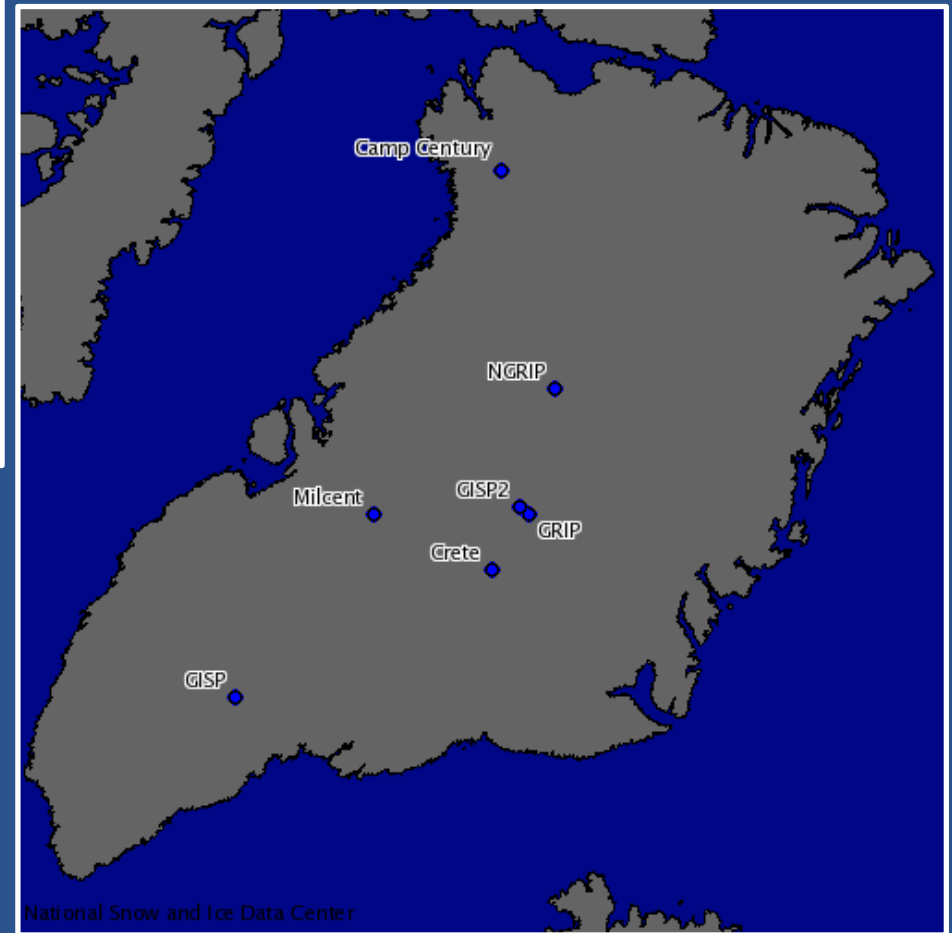 Camp Century
NGRIP
GISP2
Milcent
GRIP
Crete
GISP
National Snow and Ice Data Center